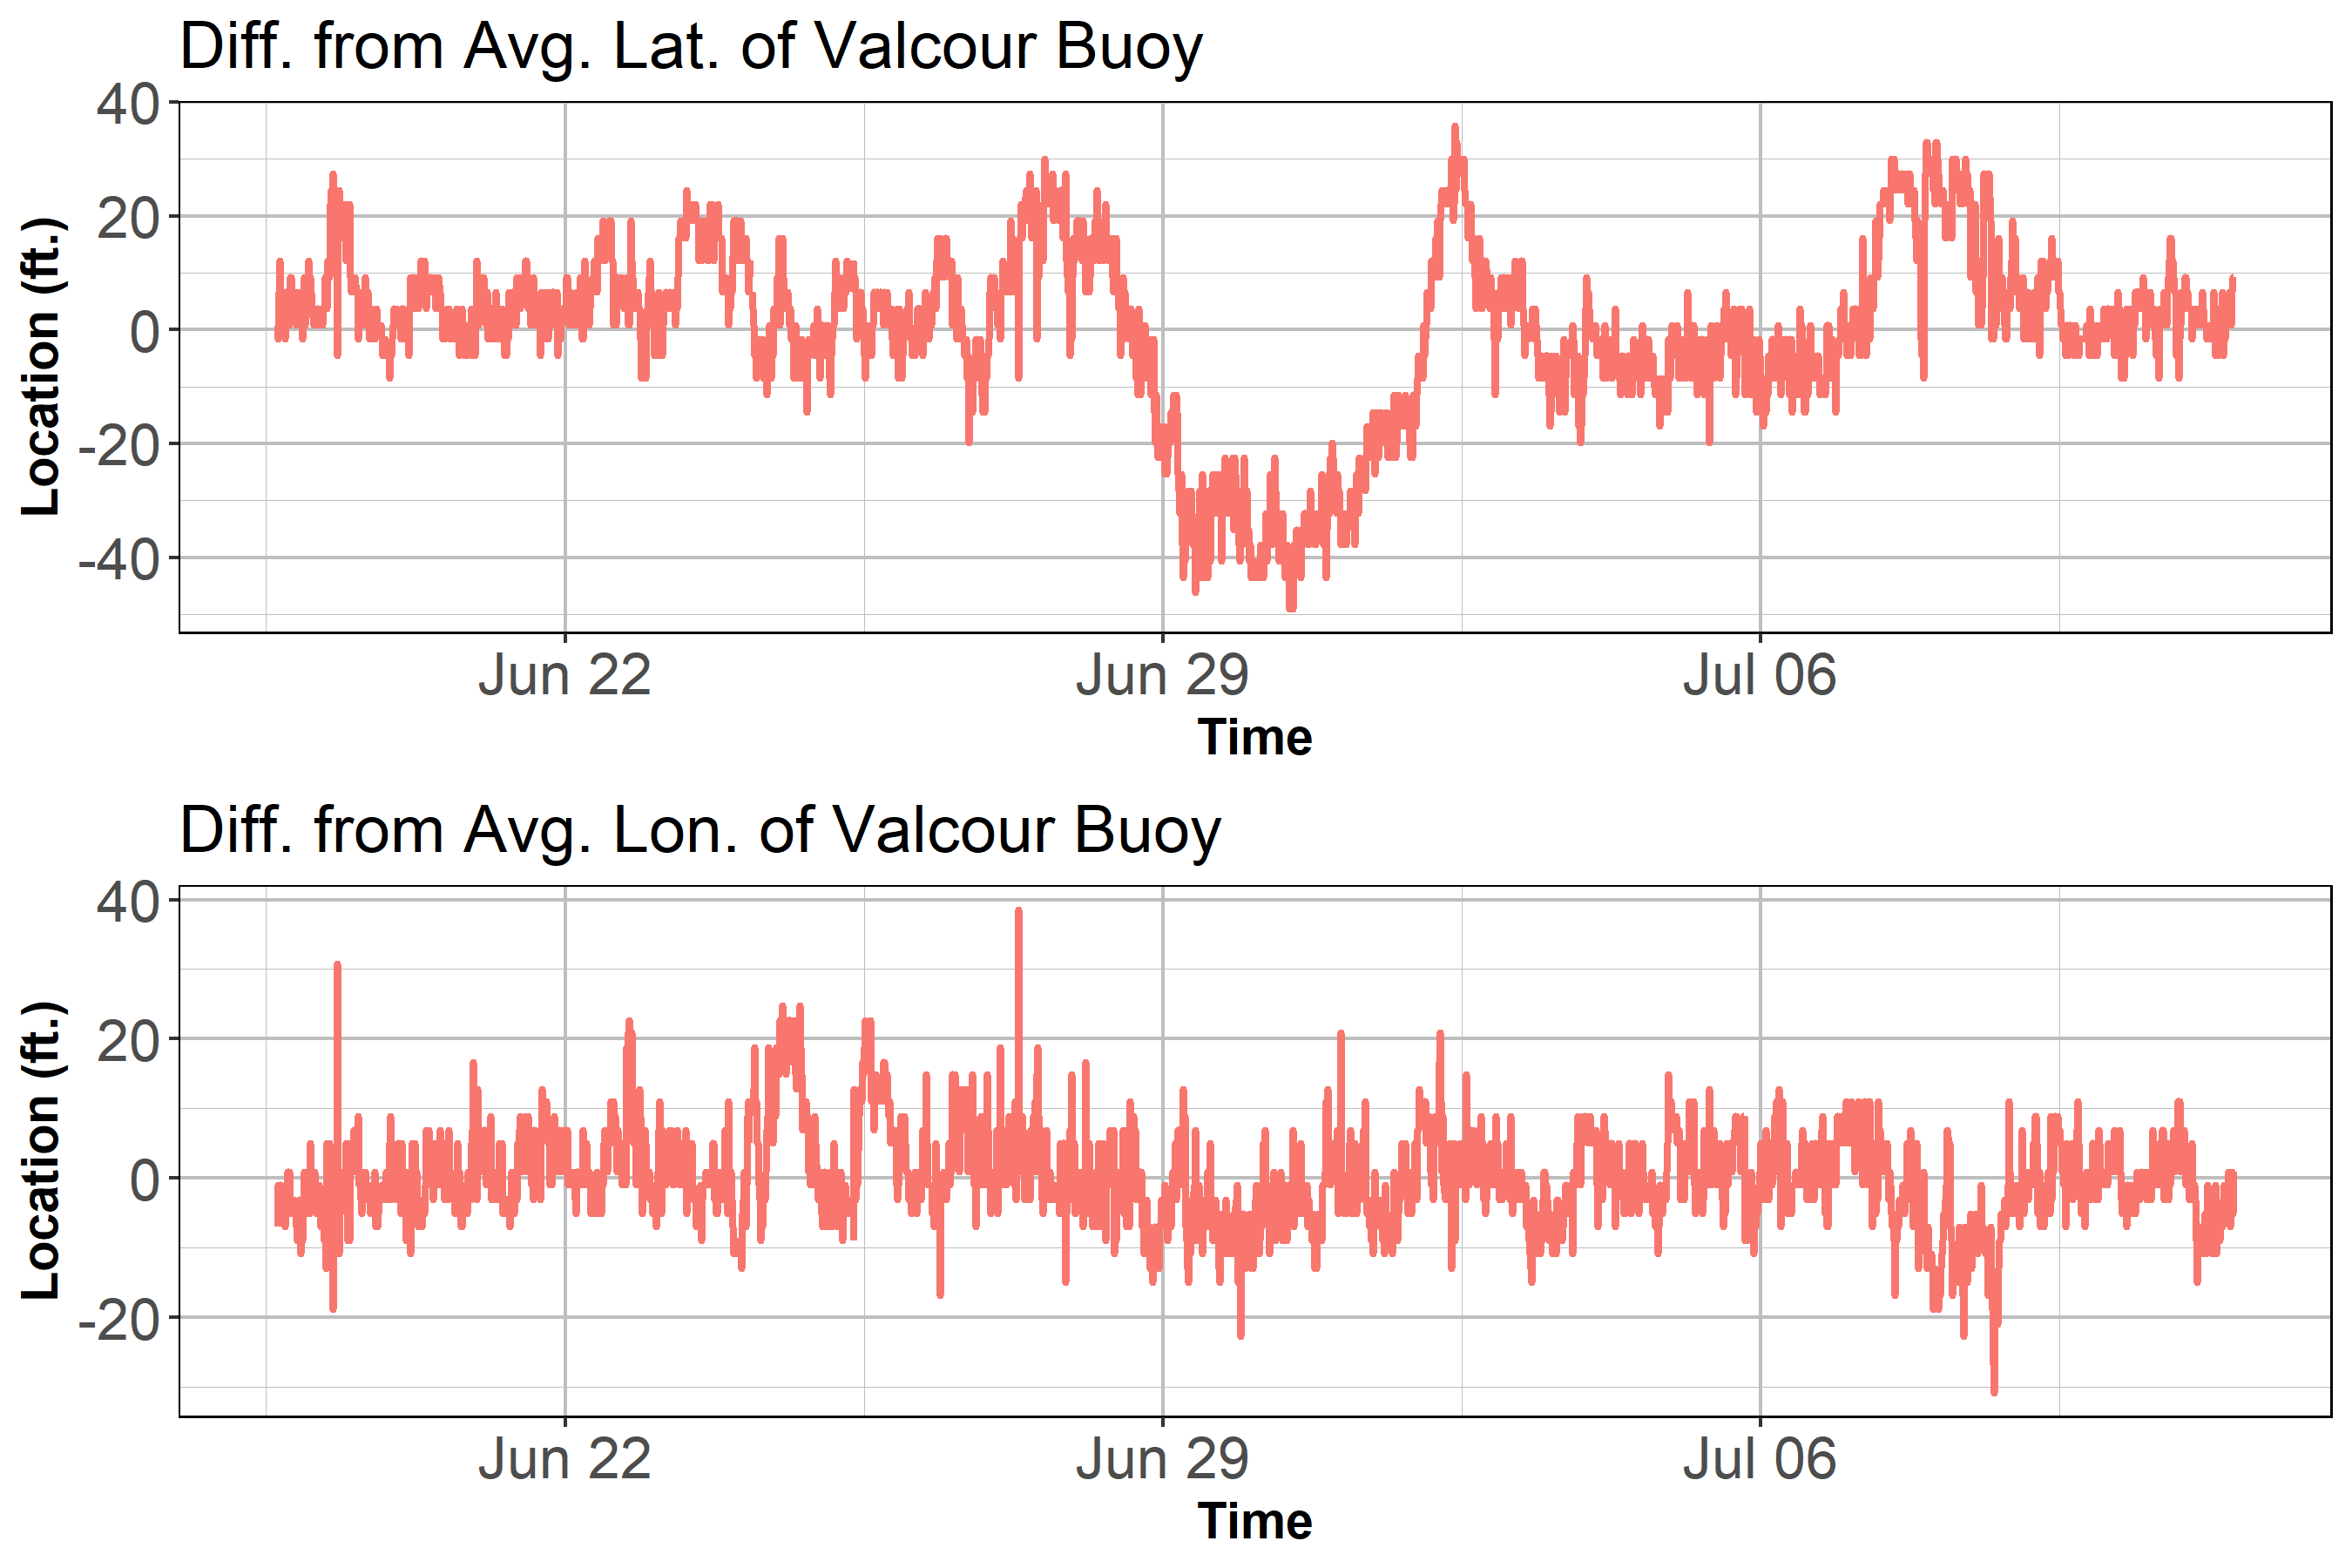 Diff. from Avg. Lat. of Valcour Buoy
Location (ft.)
40
20
0
-20
-40
Jun 22 Jun 29 Jul 06
Time
Diff. from Avg. Lon. of Valcour Buoy
Location (ft.)
40
20
0
-20
Jun 22 Jun 29 Jul 06
Time